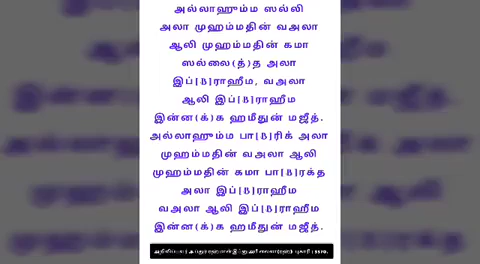 அல்லாஹும்ம ஸல்லி
அலா முஹம்மதின் வஅலா
ஆலி முஹம்மதின் கமா
ஸல்லை(த்)த அலா
இப்[B]ராஹீம, வஅலா
ஆலி இப்[B]ராஹீம
இன்ன(க்)க ஹமீதுன் மஜீத்.
அல்லாஹும்ம பா[B]ரிக் அலா
முஹம்மதின் வஅலா ஆலி
முஹம்மதின் கமா பா[B]ரக்த
அலா இப்[B]ராஹீம
வஅலா ஆலி இப்[B]ராஹீம
இன்ன(க்)க ஹமீதுன் மஜீத்.
புகாரி : 3370.